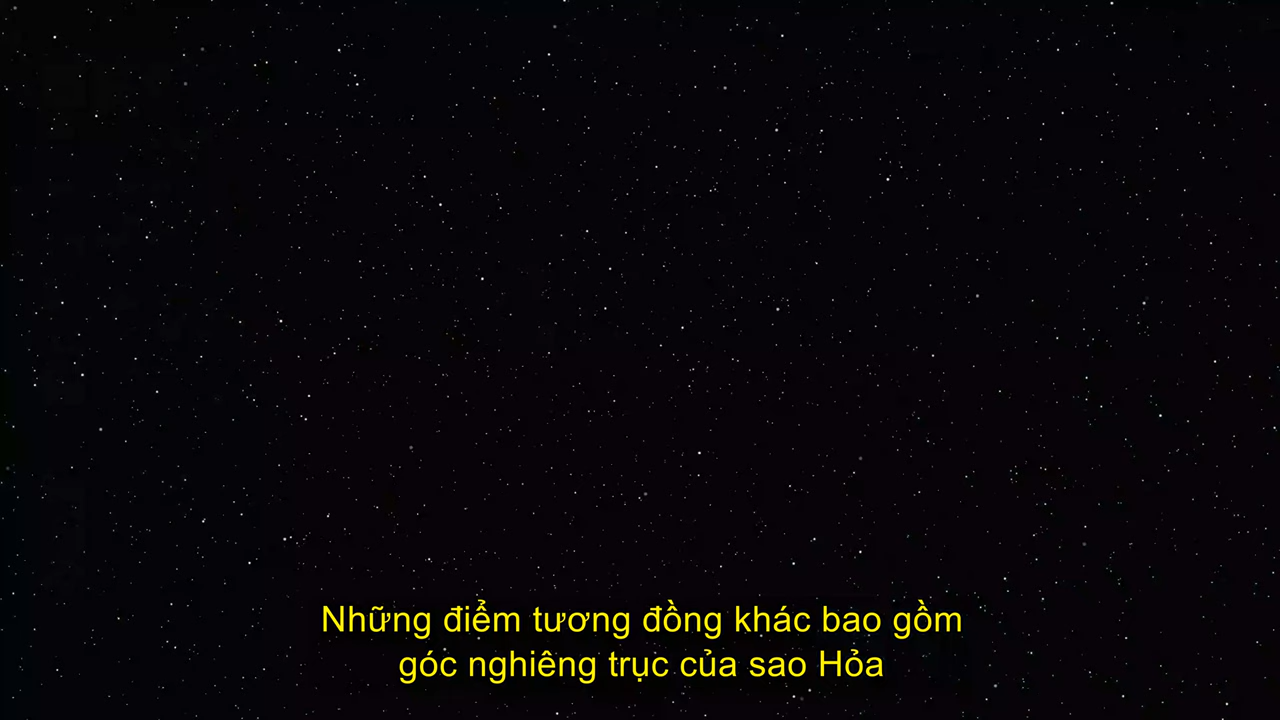 Những điểm tương đồng khác bao gồm
góc nghiêng trục của sao Hỏa